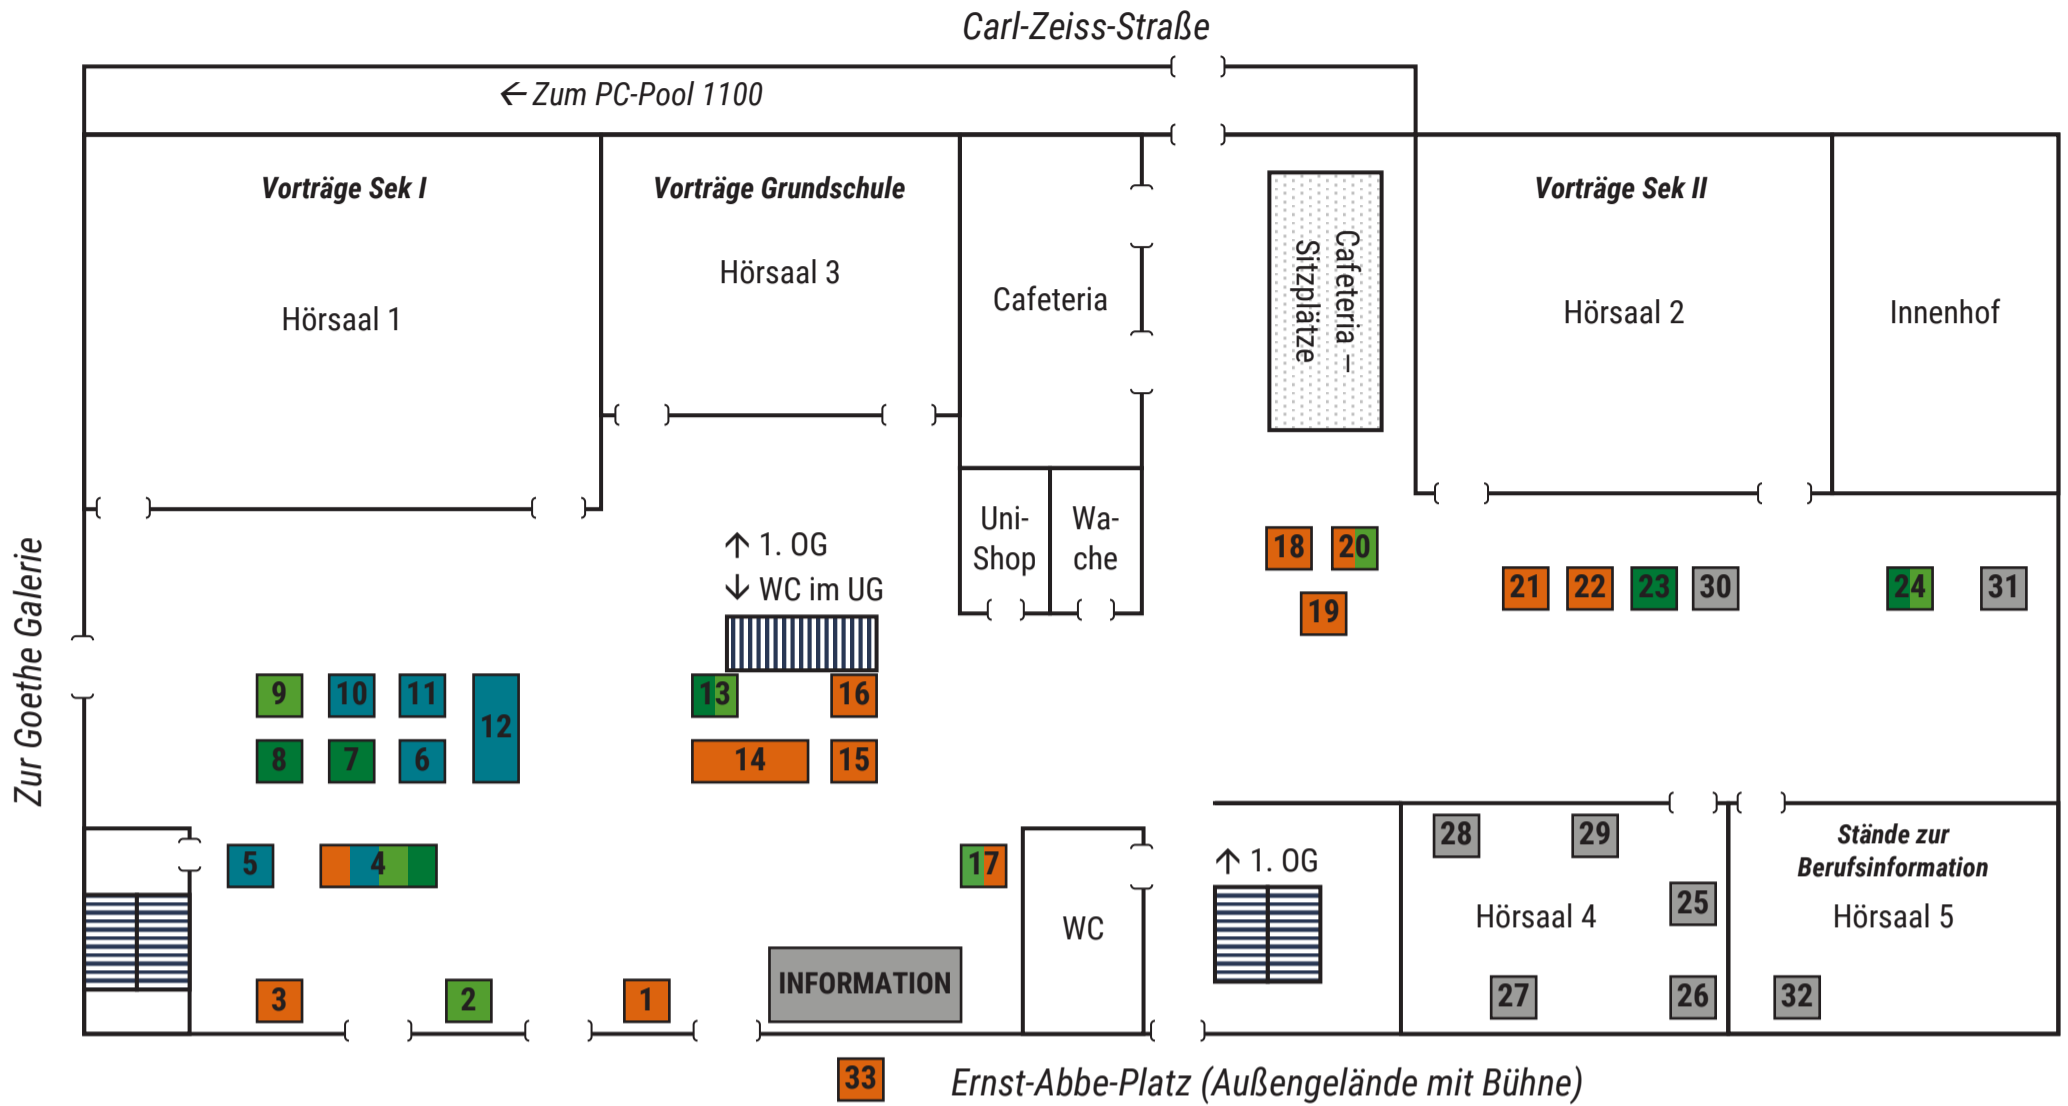 Carl-Zeiss-Straße
← Zum PC-Pool 1100
Vorträge Sek I
Hörsaal 1
Vorträge Grundschule
Hörsaal 3
Cafeteria
Cafeteria –
Sitzplätze
Vorträge Sek II
Hörsaal 2
Innenhof
Uni-
Shop
Wa-
che
↑ 1. OG
↓ WC im UG
Zur Goethe Galerie
18
20
19
21
22
23
30
24
31
9
10
11
12
8
7
6
13
16
14
15
5
4
17
WC
↑ 1. OG
28
29
25
Hörsaal 4
27
26
Stände zur
Berufsinformation
Hörsaal 5
32
3
2
1
INFORMATION
33
Ernst-Abbe-Platz (Außengelände mit Bühne)